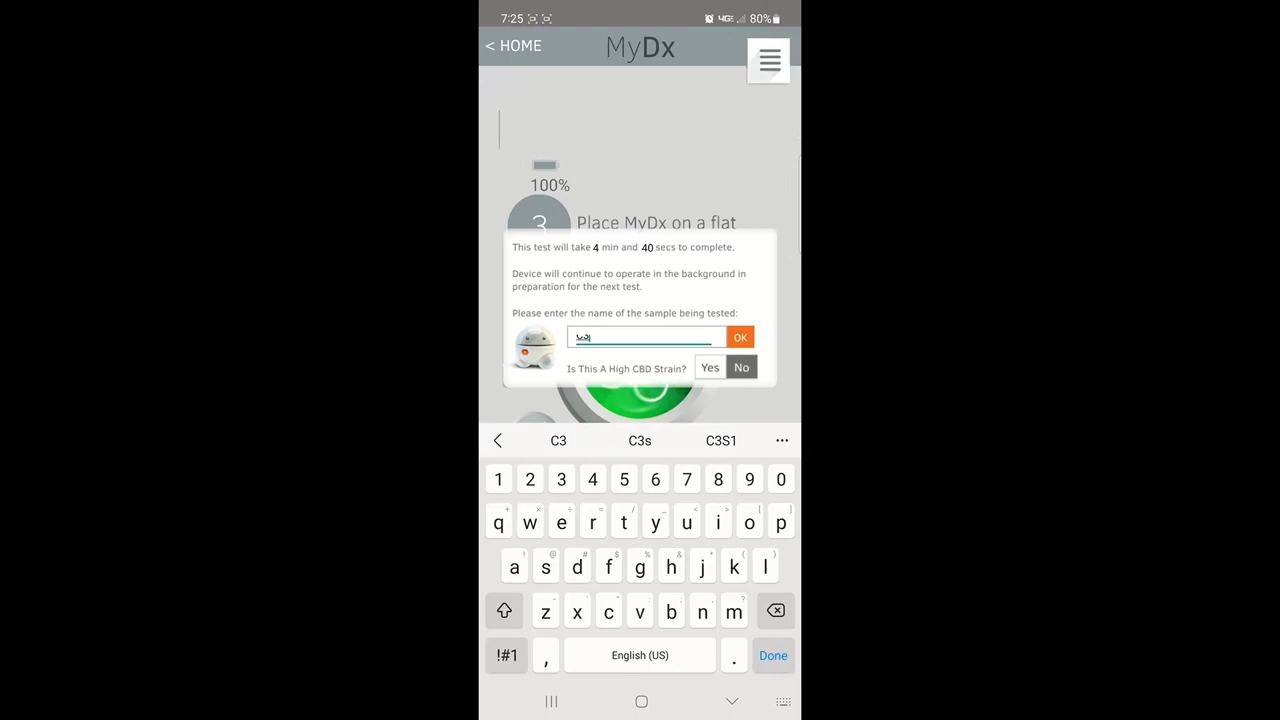 7:25 4GE 80%
< HOME MyDx
100%
3 Place MyDx on a flat
This test will take 4 min and 40 secs to complete.
Device will continue to operate in the background in
preparation for the next test.
Please enter the name of the sample being tested:
OK
Is This A High CBD Strain? Yes No
C3 C3s C3S1
1 2 3 4 5 6 7 8 9 0
q w e r t y u i o p
a s d f g h j k l
z x c v b n m
!#1 , English (US) . Done